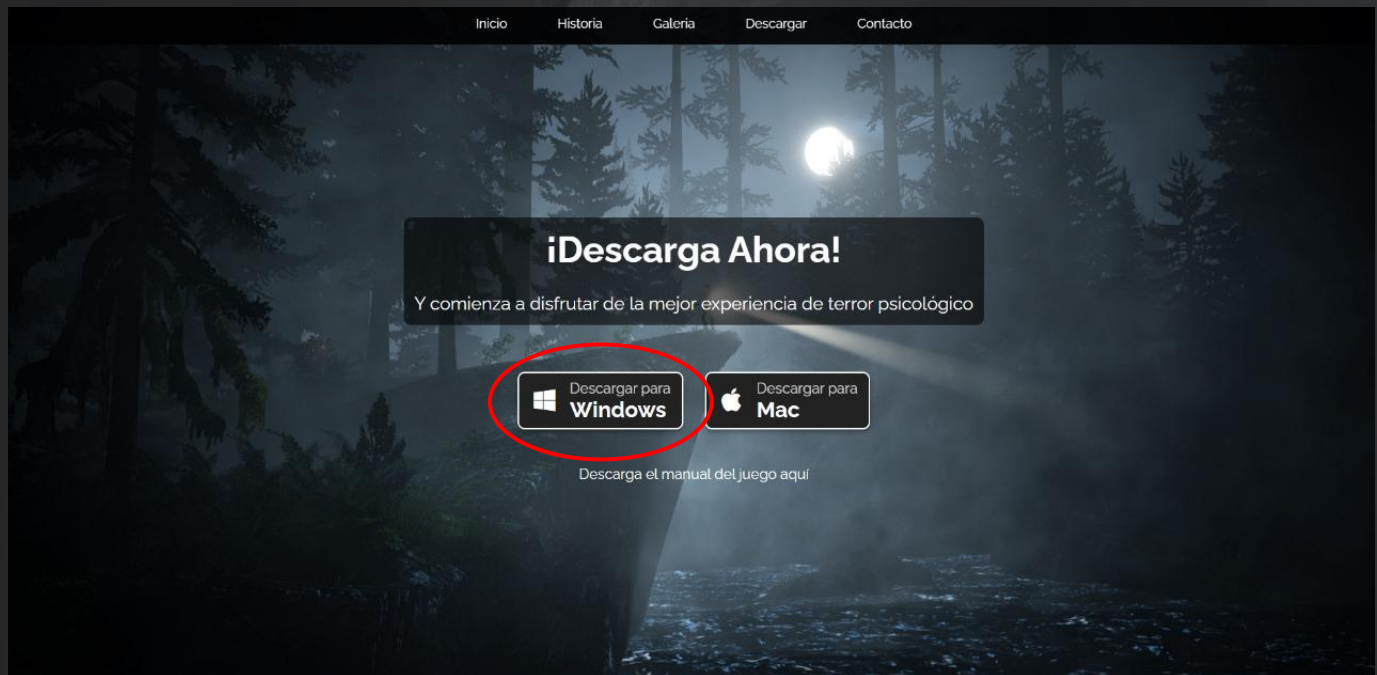 Inicio Historia Galeria Descargar Contacto
¡Descarga Ahora!
Y comienza a disfrutar de la mejor experiencia de terror psicológico
Descargar para
Windows
Descargar para
Mac
Descarga el manual del juego aquí